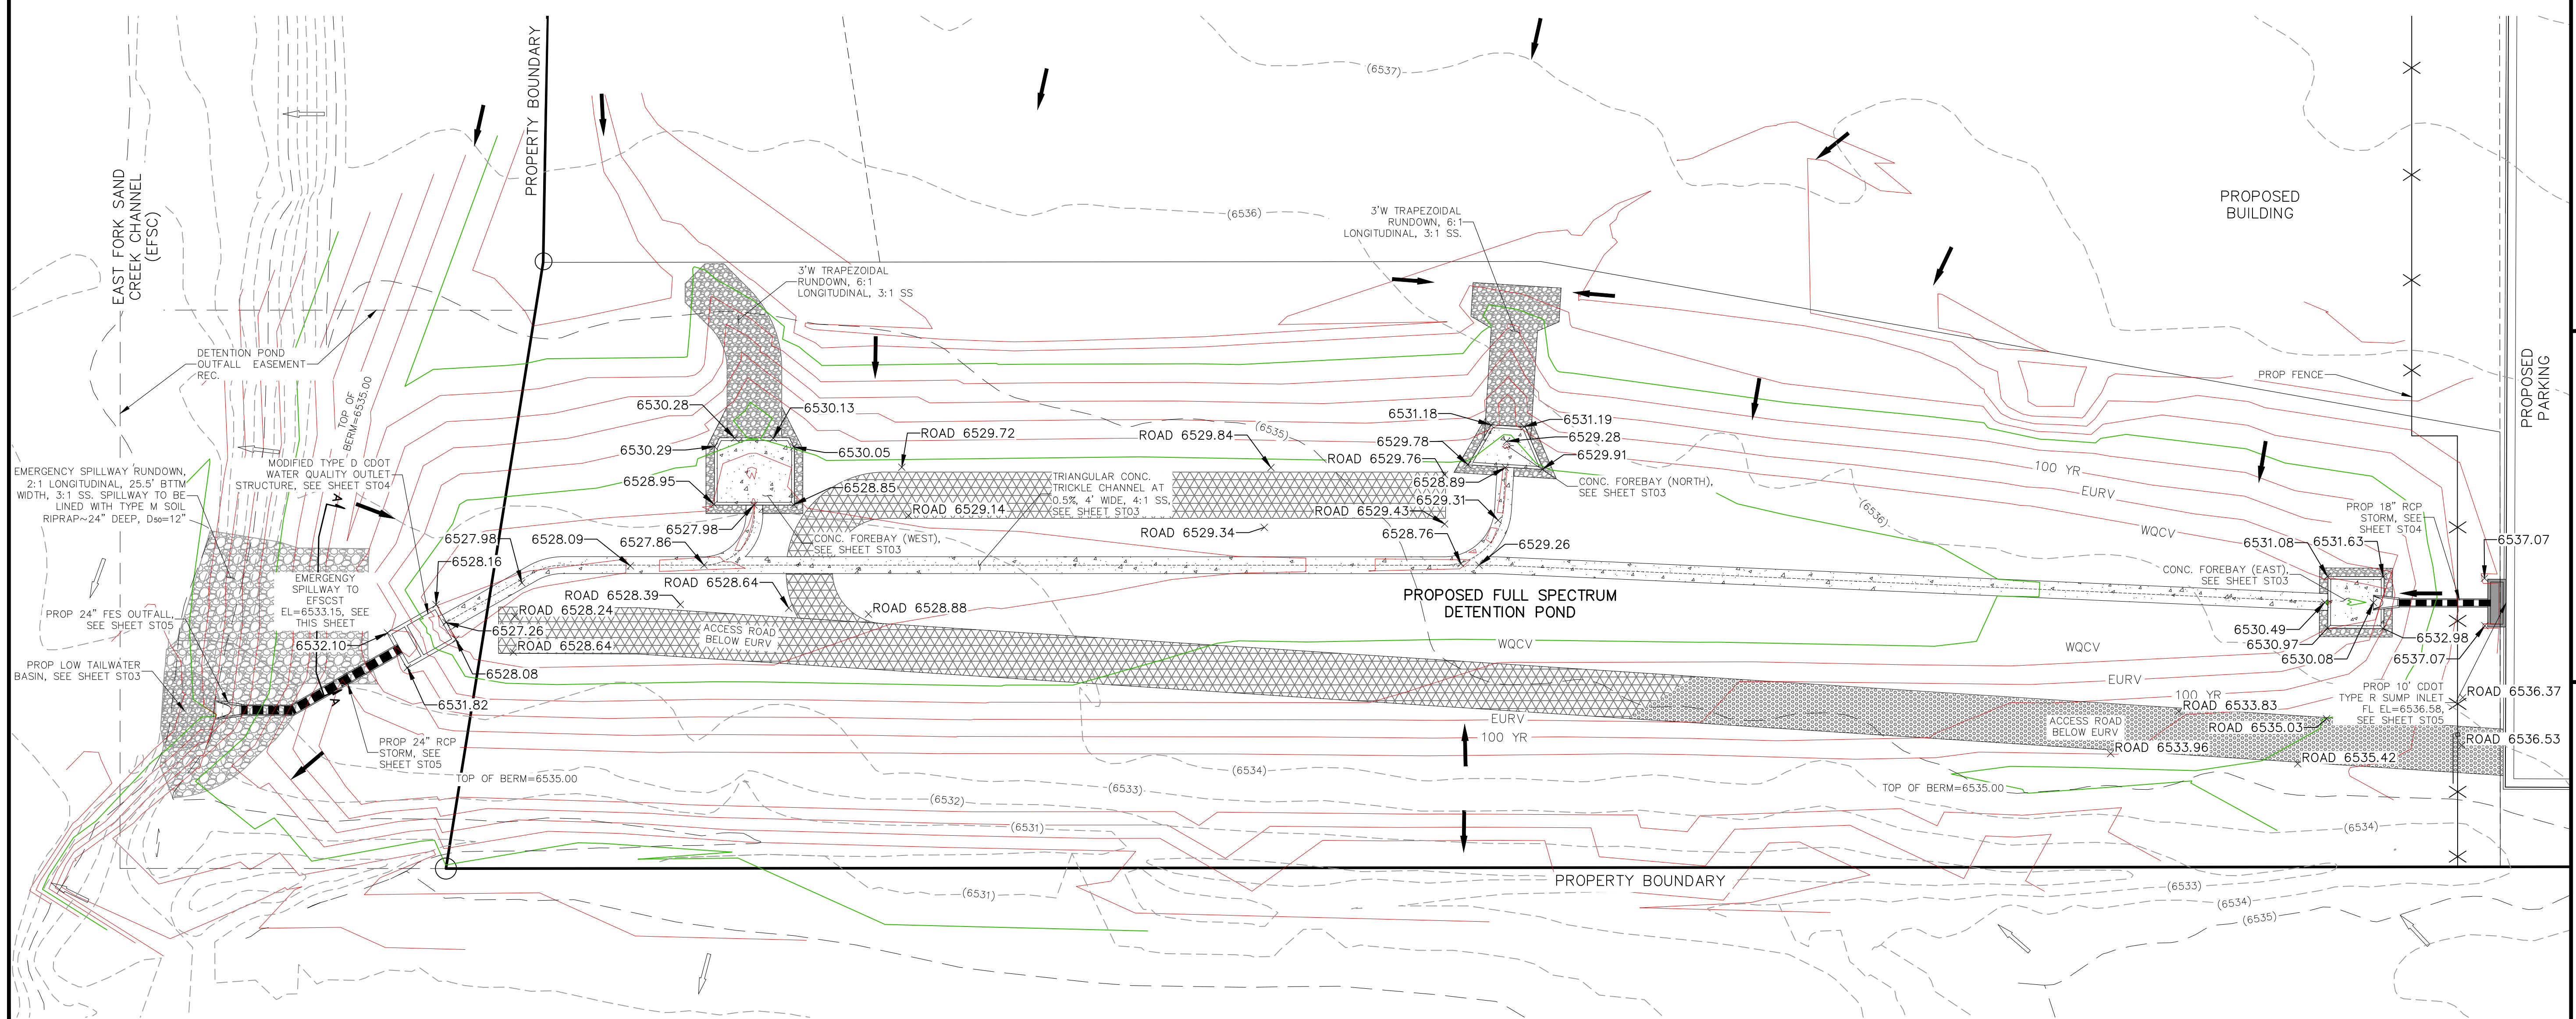 PROPERTY BOUNDARY
EAST FORK SAND
CREEK CHANNEL
(EFSC)
(6537)
(6536)
3'W TRAPEZOIDAL
RUNDOWN, 6:1
LONGITUDINAL, 3:1 SS.
PROPOSED
BUILDING
3'W TRAPEZOIDAL
RUNDOWN, 6:1
LONGITUDINAL, 3:1 SS
DETENTION POND
OUTFALL EASEMENT
REC.
TOP OF
BERM=6535.00
PROP FENCE
PROPOSED
PARKING
6530.28
6530.13
6530.29
6530.05
6528.95
6528.85
6527.98
ROAD 6529.72
ROAD 6529.84
(6535)
6531.18
6531.19
6529.78
6529.28
6529.91
ROAD 6529.76
6528.89
6529.31
CONC. FOREBAY (NORTH),
SEE SHEET ST03
100 YR
EURV
WQCV
(6536)
EMERGENCY SPILLWAY RUNDOWN,
2:1 LONGITUDINAL, 25.5' BTTM
WIDTH, 3:1 SS. SPILLWAY TO BE
LINED WITH TYPE M SOIL
RIPRAP~24" DEEP, D50=12"
MODIFIED TYPE D CDOT
WATER QUALITY OUTLET
STRUCTURE, SEE SHEET ST04
A
TRIANGULAR CONC.
TRICKLE CHANNEL AT
0.5%, 4' WIDE, 4:1 SS,
SEE SHEET ST03
ROAD 6529.14
ROAD 6529.43
ROAD 6529.34
6528.76
6529.26
CONC. FOREBAY (WEST),
SEE SHEET ST03
6527.98
6528.09
6527.86
6528.16
PROP 18" RCP
STORM, SEE
SHEET ST04
6531.08
6531.63
6537.07
CONC. FOREBAY (EAST),
SEE SHEET ST03
EMERGENGY
SPILLWAY TO
EFSCST
EL=6533.15, SEE
THIS SHEET
PROP 24" FES OUTFALL,
SEE SHEET ST05
ROAD 6528.64
ROAD 6528.39
ROAD 6528.24
ROAD 6528.88
PROPOSED FULL SPECTRUM
DETENTION POND
6527.26
6532.10
ROAD 6528.64
ACCESS ROAD
BELOW EURV
WQCV
WQCV
6530.49
6530.97
6530.08
6532.98
6537.07
PROP LOW TAILWATER
BASIN, SEE SHEET ST03
6528.08
6531.82
A
EURV
100 YR
EURV
100 YR
PROP 10' CDOT
TYPE R SUMP INLET
FL EL=6536.58,
SEE SHEET ST05
ROAD 6536.37
ROAD 6533.83
ACCESS ROAD
BELOW EURV
ROAD 6535.03
ROAD 6536.53
ROAD 6533.96
ROAD 6535.42
PROP 24" RCP
STORM, SEE
SHEET ST05
TOP OF BERM=6535.00
(6534)
(6533)
(6532)
(6531)
TOP OF BERM=6535.00
(6534)
(6531)
PROPERTY BOUNDARY
(6533)
(6534)
(6535)